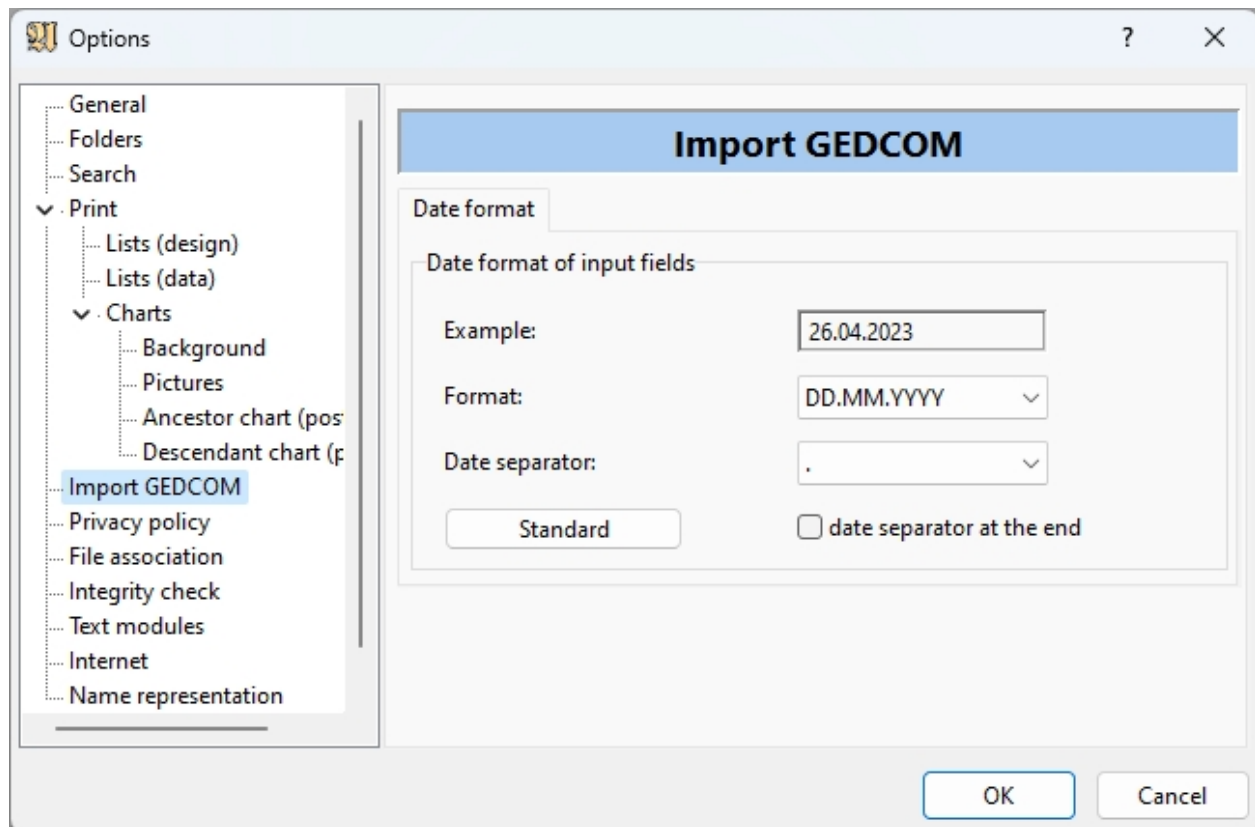 Options
?
General
Folders
Search
Print
Lists (design)
Lists (data)
Charts
Background
Pictures
Ancestor chart (pos
Descendant chart (p
Import GEDCOM
Privacy policy
File association
Integrity check
Text modules
Internet
Name representation
Import GEDCOM
Date format
Date format of input fields
Example:
26.04.2023
Format:
DD.MM.YYYY
Date separator:
.
Standard
date separator at the end
OK
Cancel